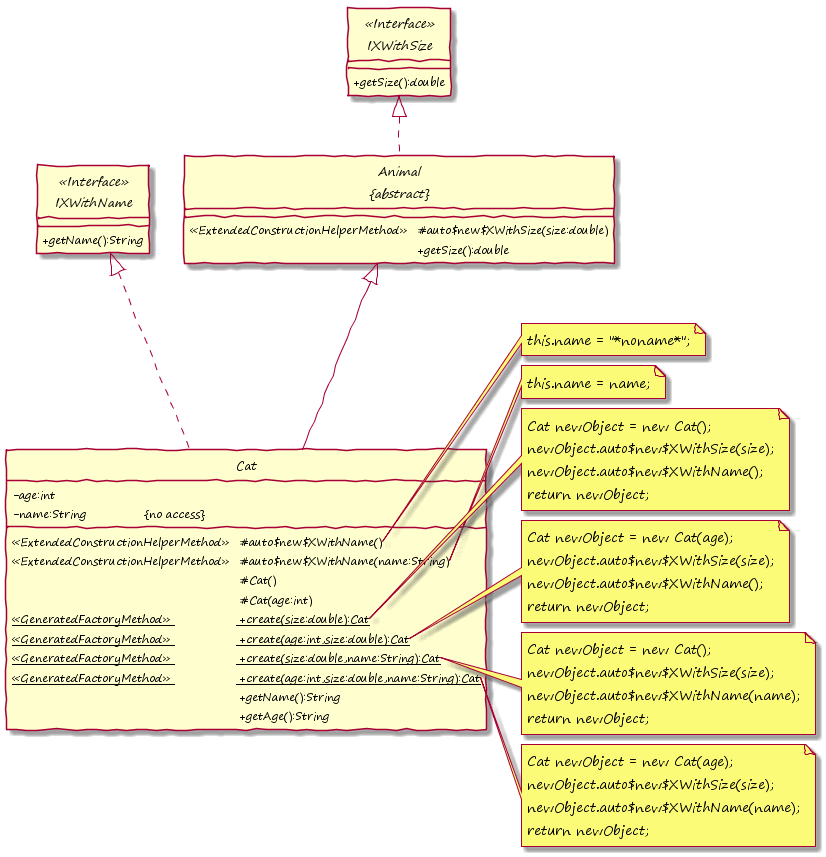 «Interface»
IXWithSize
+getSize():double
«Interface»
IXWithName
+getName():String
Animal
{abstract}
«ExtendedConstructionHelperMethod» #auto$new$XWithSize(size:double)
+getSize():double
Cat
-age:int
-name:String {no access}
«ExtendedConstructionHelperMethod» #auto$new$XWithName()
«ExtendedConstructionHelperMethod» #auto$new$XWithName(name:String)
#Cat()
#Cat(age:int)
«GeneratedFactoryMethod» +create(size:double):Cat
«GeneratedFactoryMethod» +create(age:int,size:double):Cat
«GeneratedFactoryMethod» +create(size:double,name:String):Cat
«GeneratedFactoryMethod» +create(age:int,size:double,name:String):Cat
+getName():String
+getAge():String
this.name = "*noname*";
this.name = name;
Cat newObject = new Cat();
newObject.auto$new$XWithSize(size);
newObject.auto$new$XWithName();
return newObject;
Cat newObject = new Cat(age);
newObject.auto$new$XWithSize(size);
newObject.auto$new$XWithName();
return newObject;
Cat newObject = new Cat();
newObject.auto$new$XWithSize(size);
newObject.auto$new$XWithName(name);
return newObject;
Cat newObject = new Cat(age);
newObject.auto$new$XWithSize(size);
newObject.auto$new$XWithName(name);
return newObject;